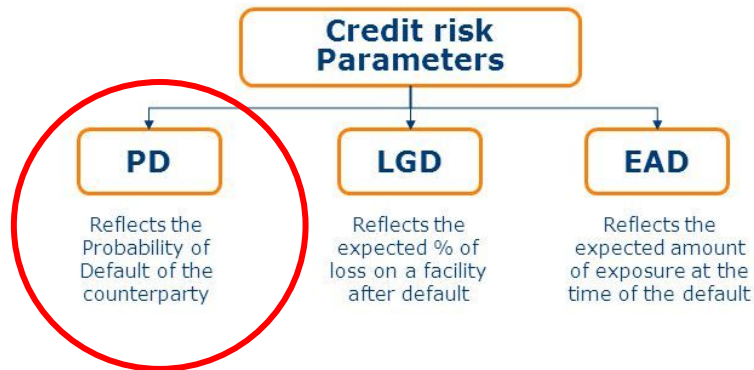 Credit risk
Parameters
PD
LGD
EAD
Reflects the
Probability of
Default of the
counterparty
Reflects the
expected % of
loss on a facility
after default
Reflects the
expected amount
of exposure at the
time of the default